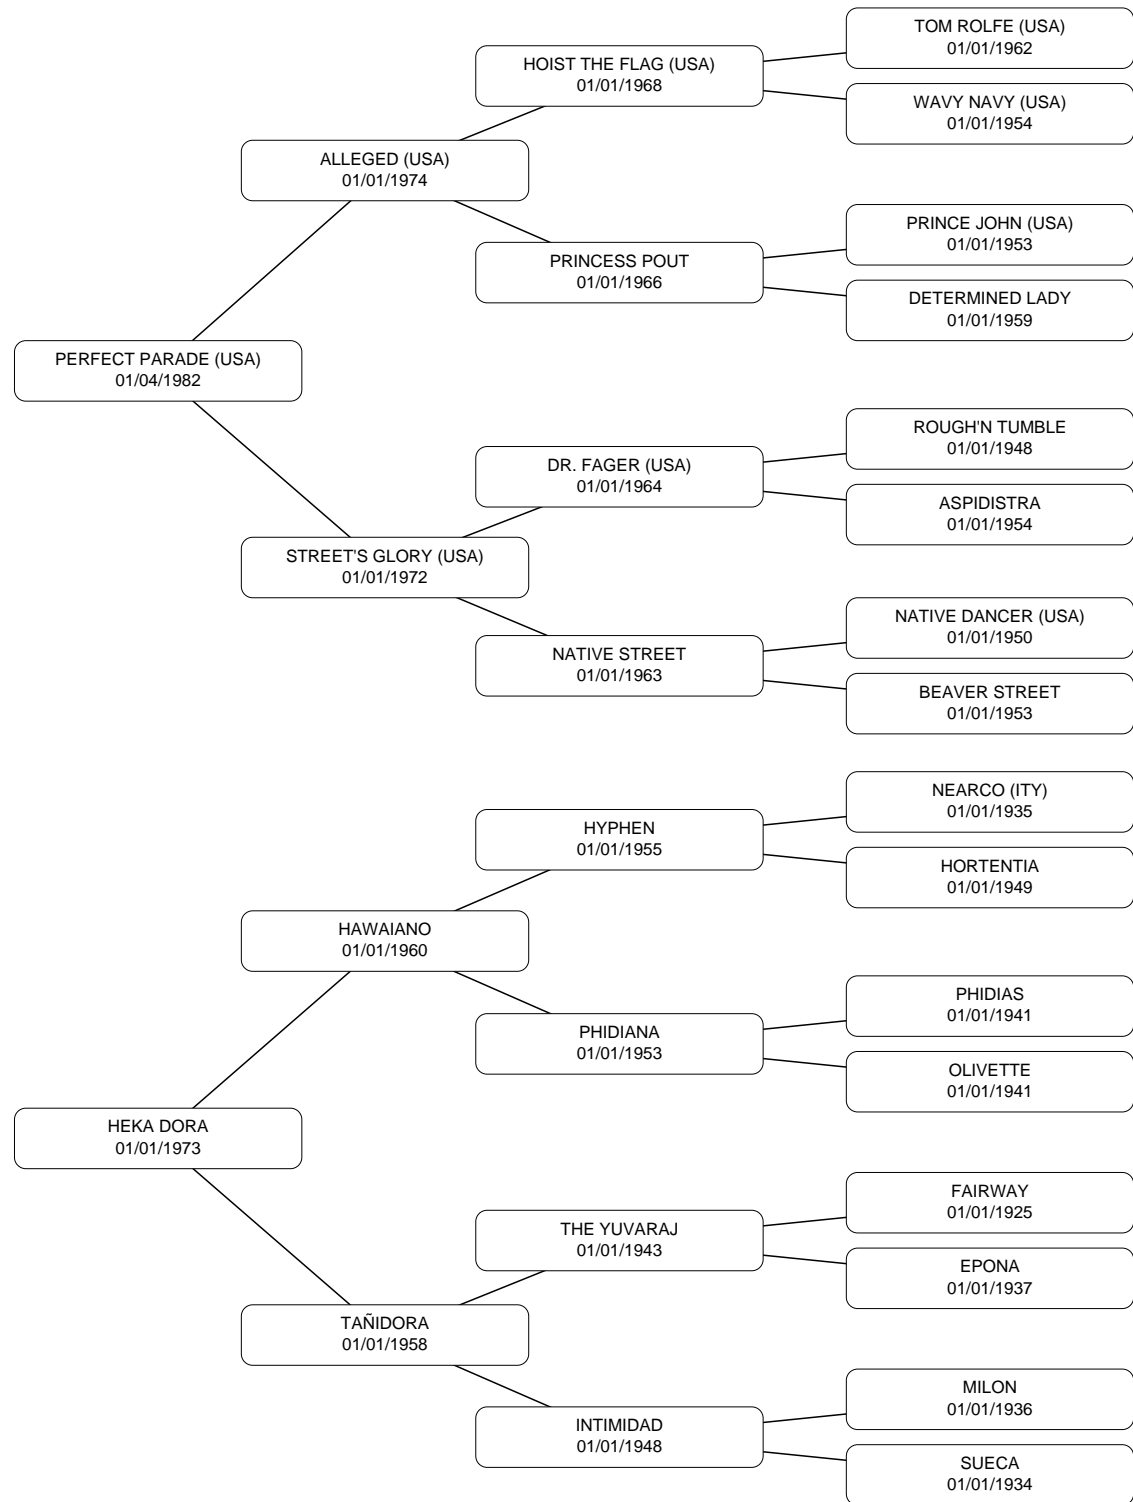 TOM ROLFE (USA)
01/01/1962
HOIST THE FLAG (USA)
01/01/1968
WAVY NAVY (USA)
01/01/1954
ALLEGED (USA)
01/01/1974
PRINCE JOHN (USA)
01/01/1953
PRINCESS POUT
01/01/1966
DETERMINED LADY
01/01/1959
PERFECT PARADE (USA)
01/04/1982
ROUGH'N TUMBLE
01/01/1948
DR. FAGER (USA)
01/01/1964
ASPIDISTRA
01/01/1954
STREET'S GLORY (USA)
01/01/1972
NATIVE DANCER (USA)
01/01/1950
NATIVE STREET
01/01/1963
BEAVER STREET
01/01/1953
NEARCO (ITY)
01/01/1935
HYPHEN
01/01/1955
HORTENTIA
01/01/1949
HAWAIANO
01/01/1960
PHIDIAS
01/01/1941
PHIDIANA
01/01/1953
OLIVETTE
01/01/1941
HEKA DORA
01/01/1973
FAIRWAY
01/01/1925
THE YUVARAJ
01/01/1943
EPONA
01/01/1937
TAÑIDORA
01/01/1958
MILON
01/01/1936
INTIMIDAD
01/01/1948
SUECA
01/01/1934